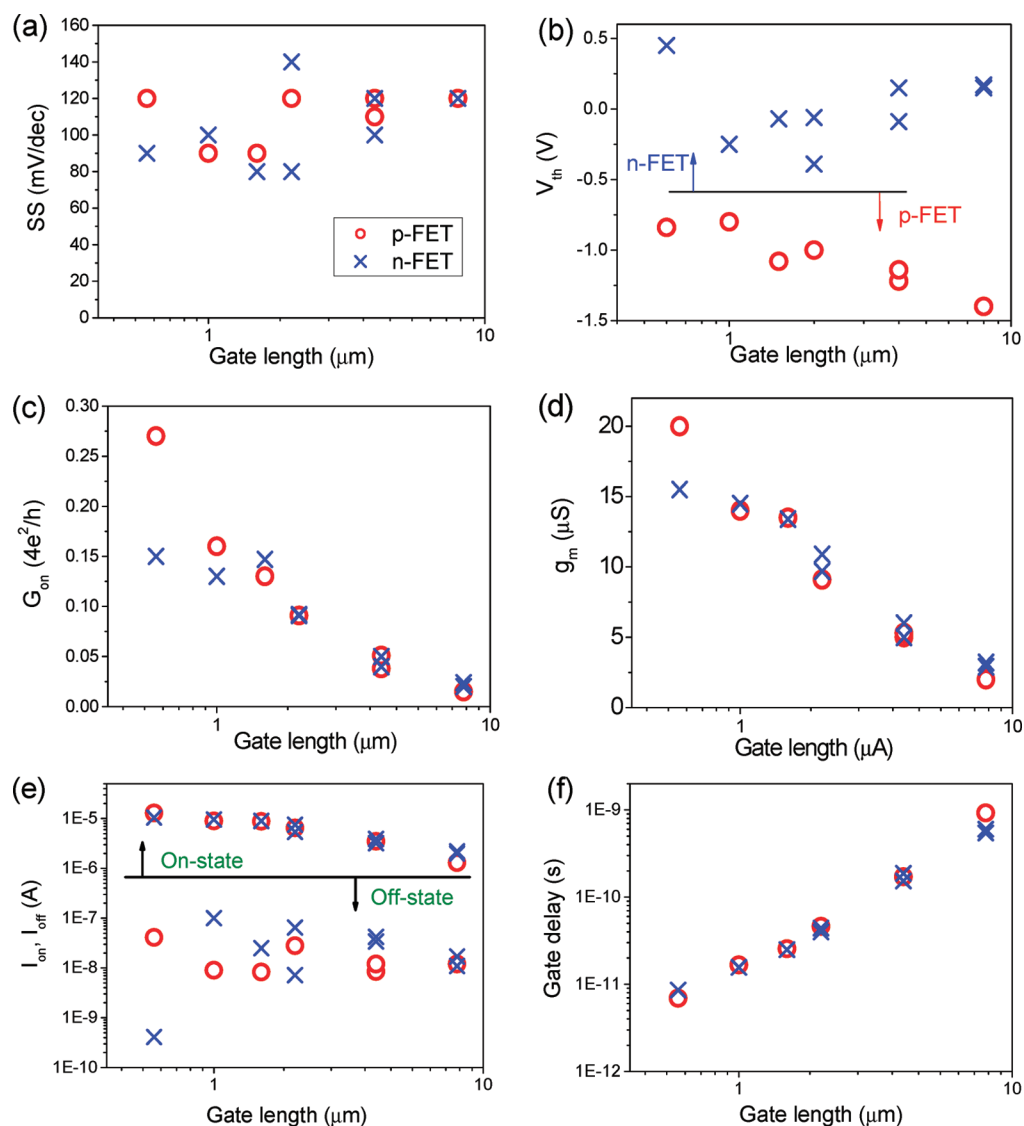 (a)
160
140
120
100
80
60
40
20
0
SS (mV/dec)
p-FET
n-FET
1
10
Gate length (μm)
(b)
0.5
0.0
-0.5
-1.0
-1.5
V_th (V)
n-FET
p-FET
1
10
Gate length (μm)
(c)
0.30
0.25
0.20
0.15
0.10
0.05
0.00
G_on (4e²/h)
1
10
Gate length (μm)
(d)
20
15
10
5
0
g_m (μS)
1
10
Gate length (μA)
(e)
1E-5
1E-6
1E-7
1E-8
1E-9
1E-10
I_on, I_off (A)
On-state
Off-state
1
10
Gate length (μm)
(f)
1E-9
1E-10
1E-11
1E-12
Gate delay (s)
1
10
Gate length (μm)